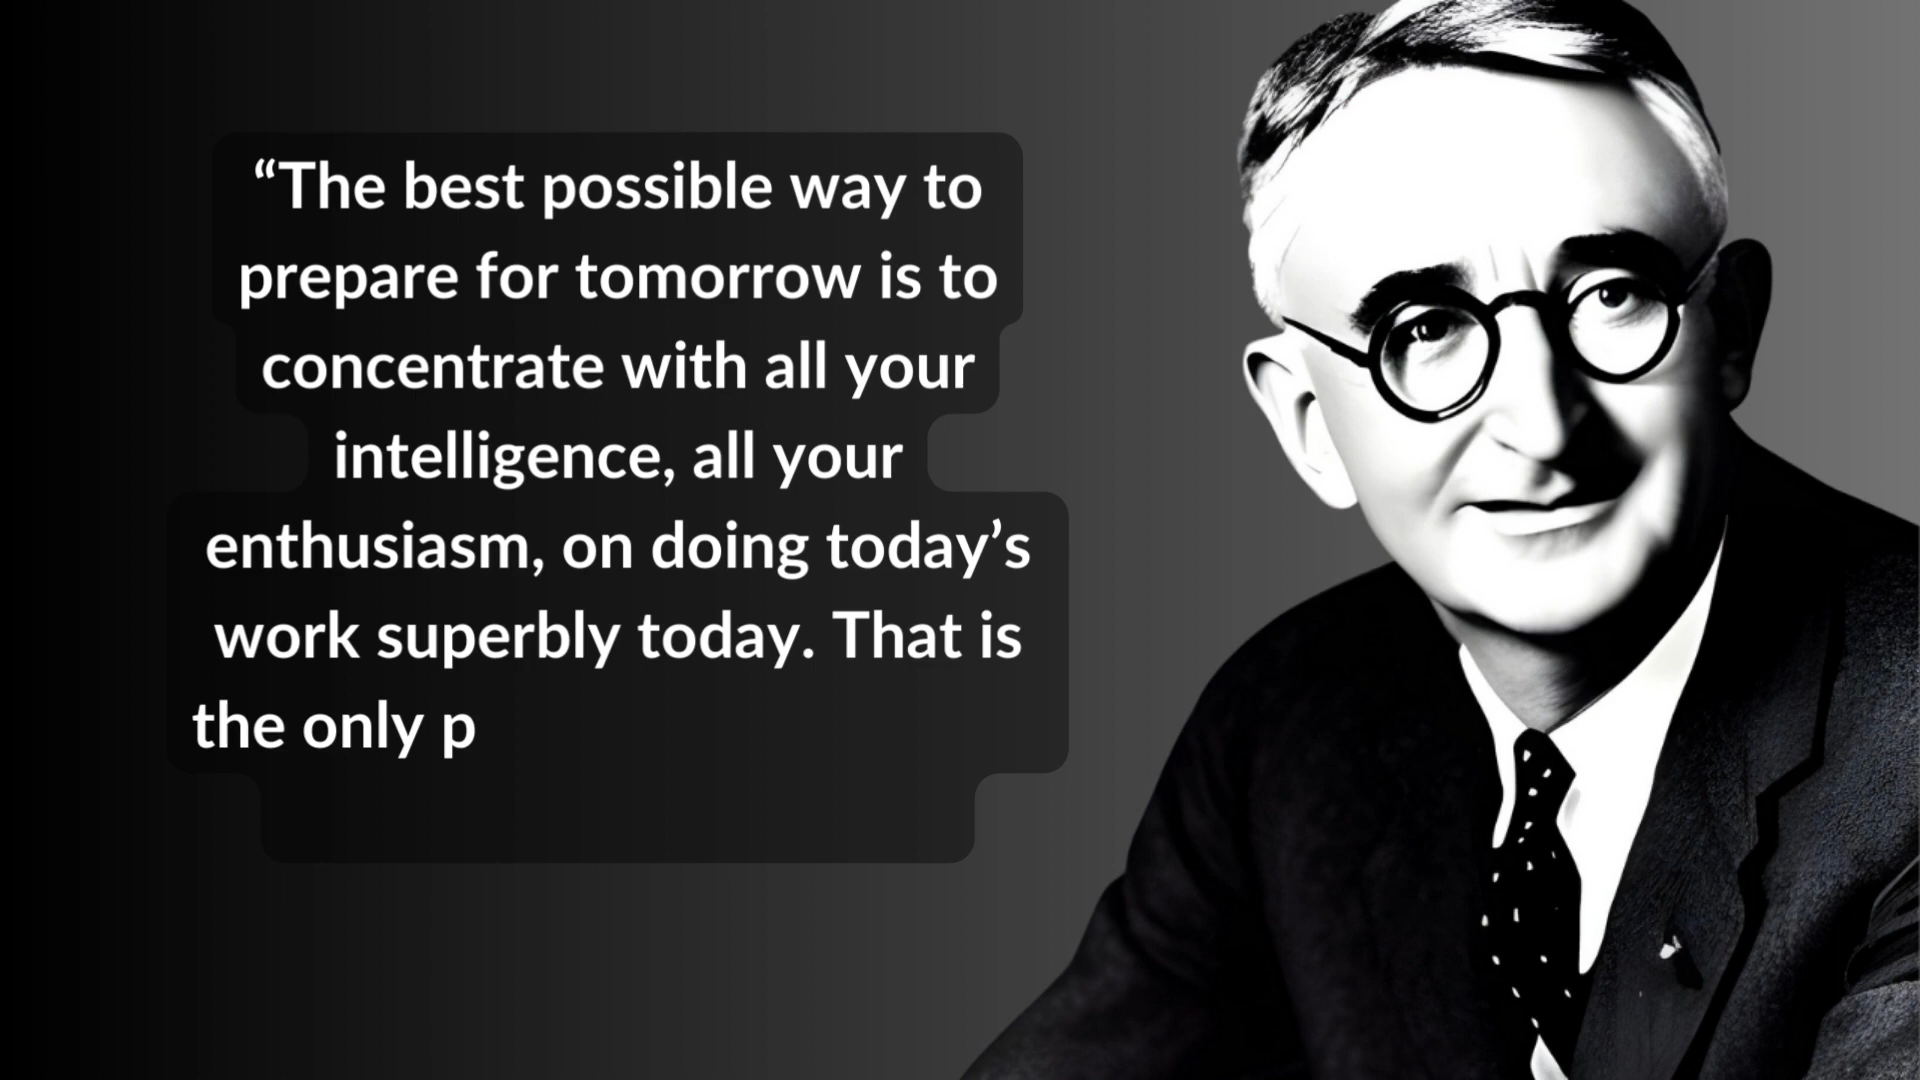 “The best possible way to
prepare for tomorrow is to
concentrate with all your
intelligence, all your
enthusiasm, on doing today’s
work superbly today. That is
the only p